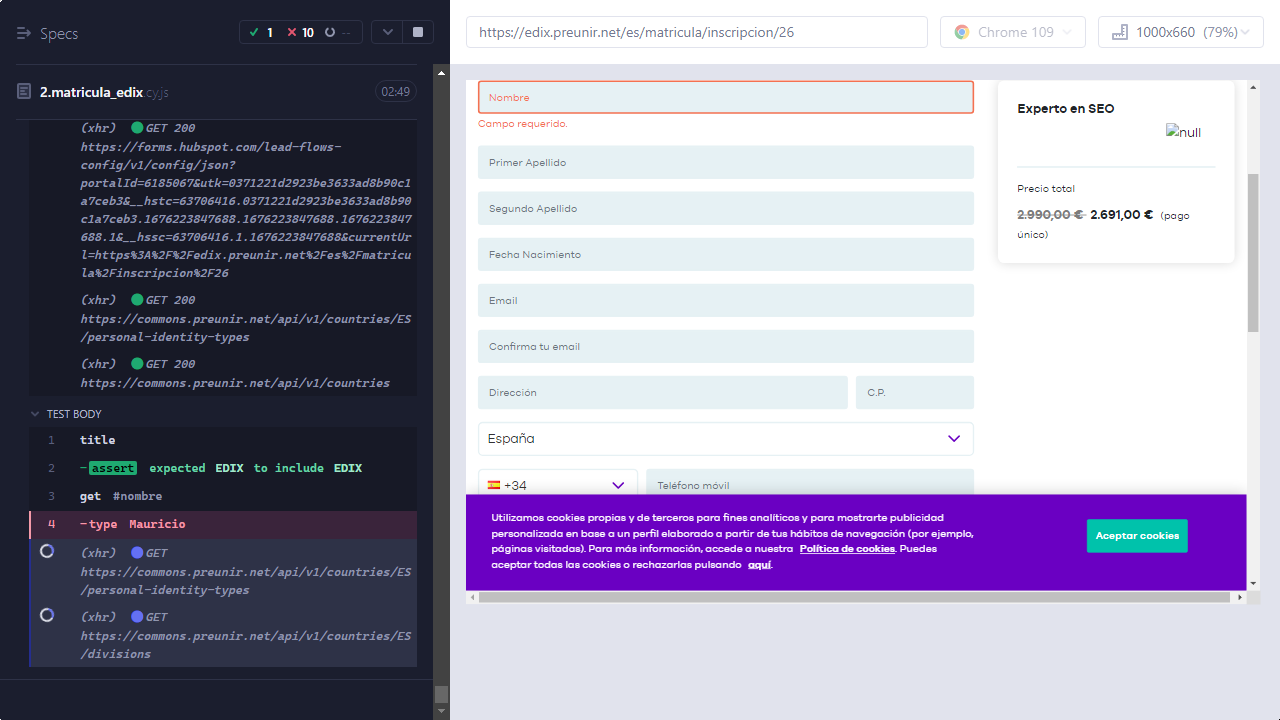 Specs
1
10
--
2.matricula_edix.cy.js
02:49
(xhr) GET 200
https://forms.hubspot.com/lead-flows-
config/v1/config/json?
portalId=6185067&utk=0371221d2923be3633ad8b90c1
a7ceb3&__hstc=63706416.0371221d2923be3633ad8b90
c1a7ceb3.1676223847688.1676223847688.1676223847
688.1&__hssc=63706416.1.1676223847688&currentUr
l=https%3A%2F%2Fedix.preunir.net%2Fes%2Fmatricu
la%2Finscripcion%2F26
(xhr) GET 200
https://commons.preunir.net/api/v1/countries/ES
/personal-identity-types
(xhr) GET 200
https://commons.preunir.net/api/v1/countries
TEST BODY
1 title
2 -assert expected EDIX to include EDIX
3 get #nombre
4 -type Mauricio
(xhr) GET
https://commons.preunir.net/api/v1/countries/ES
/personal-identity-types
(xhr) GET
https://commons.preunir.net/api/v1/countries/ES
/divisions
https://edix.preunir.net/es/matricula/inscripcion/26
Chrome 109
1000x660 (79%)
Nombre
Campo requerido.
Primer Apellido
Segundo Apellido
Fecha Nacimiento
Email
Confirma tu email
Dirección
C.P.
España
+34
Teléfono móvil
Experto en SEO
null
Precio total
2.990,00 € 2.691,00 € (pago
único)
Utilizamos cookies propias y de terceros para fines analíticos y para mostrarte publicidad
personalizada en base a un perfil elaborado a partir de tus hábitos de navegación (por ejemplo,
páginas visitadas). Para más información, accede a nuestra Política de cookies. Puedes
aceptar todas las cookies o rechazarlas pulsando aquí.
Aceptar cookies